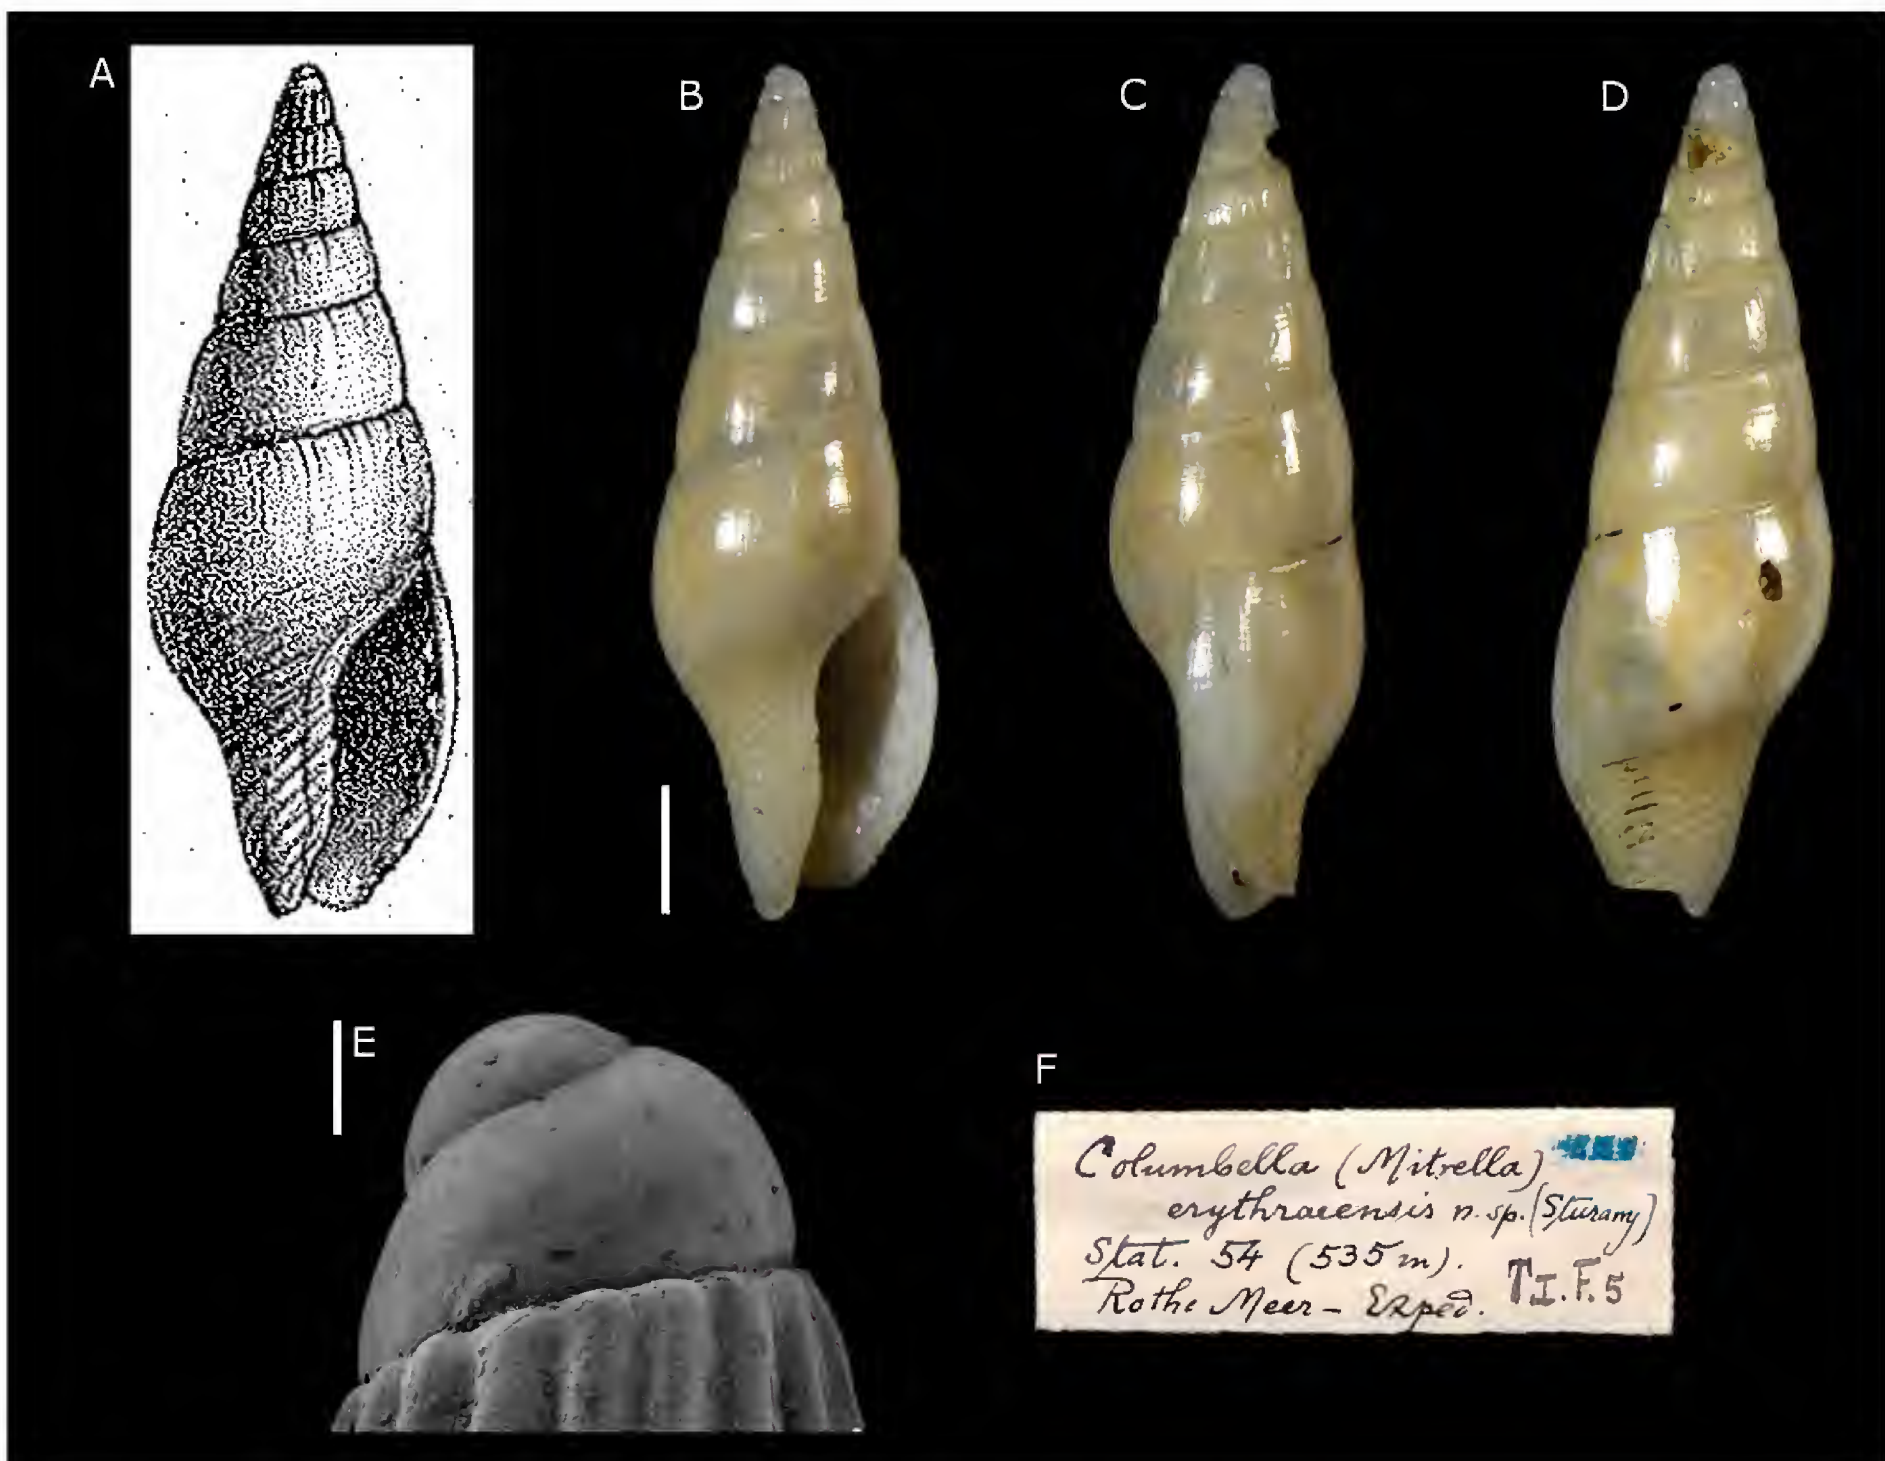 A
B
C
D
E
F
Columbella (Mitrella)
erythraeensis n. sp. (Sturany)
Stat. 54 (535 m).
Rothe Meer - Exped. T.I.F.5